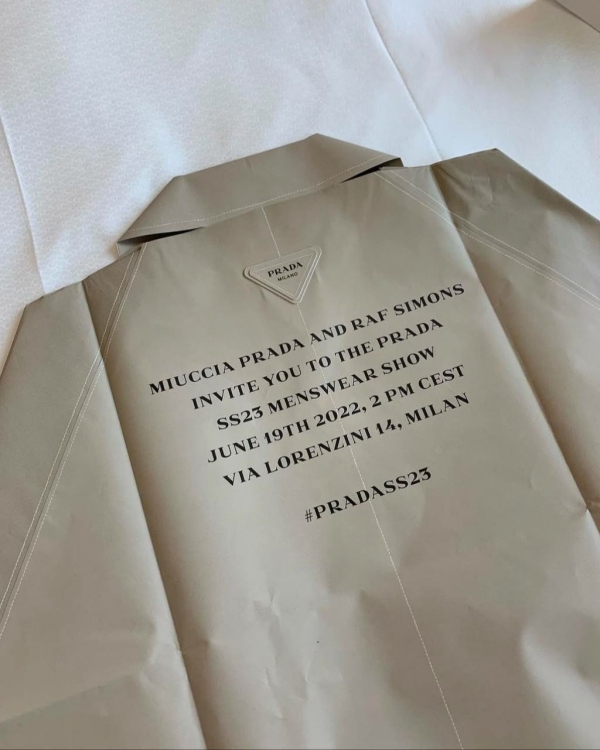 PRADA
MILANO
MIUCCIA PRADA AND RAF SIMONS
INVITE YOU TO THE PRADA
SS23 MENSWEAR SHOW
JUNE 19TH 2022, 2 PM CEST
VIA LORENZINI 14, MILAN
#PRADASS23